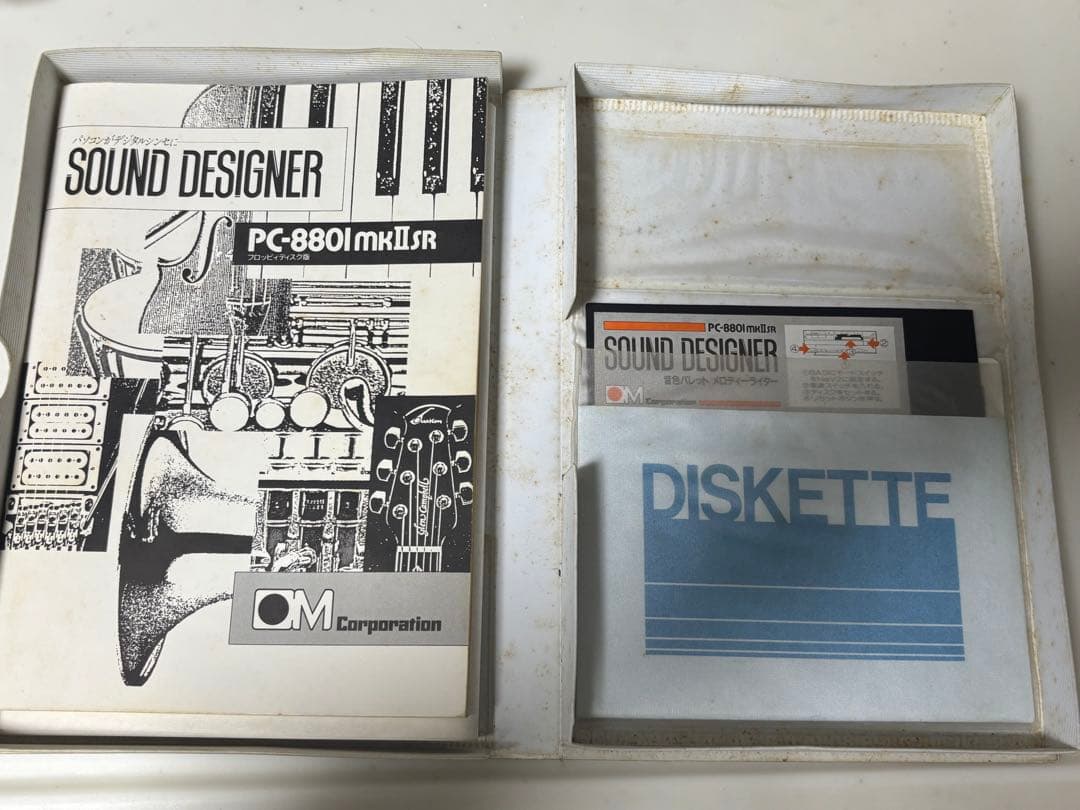 パソコンがデジタルシンセに
SOUND DESIGNER
PC-8801mkIISR
フロッピィディスク版
OM Corporation
PC-8801mkIISR
SOUND DESIGNER
音色パレット メロディーライター
OM Corporation
④
②
DISKETTE